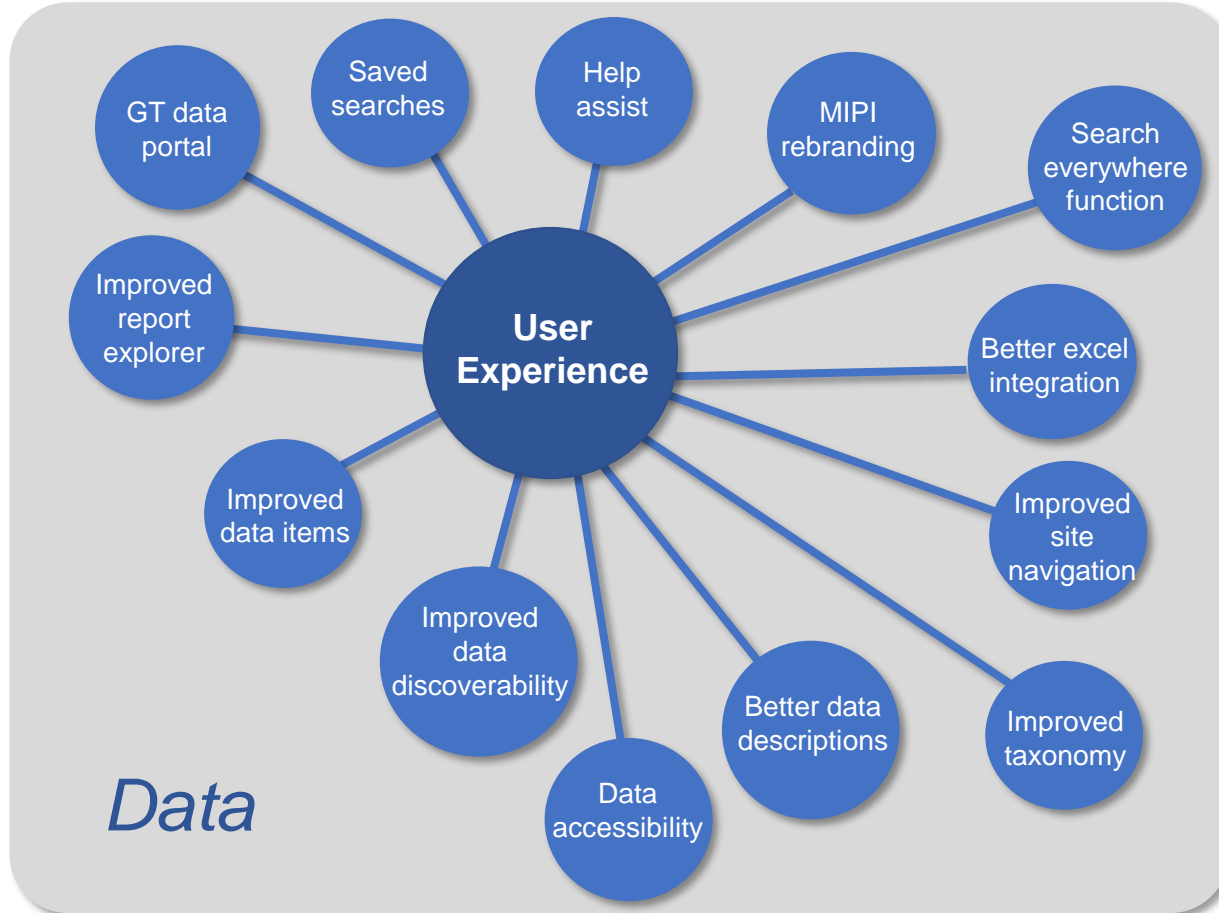 Saved
searches
Help
assist
GT data
portal
MIPI
rebranding
Search
everywhere
function
Improved
report
explorer
User
Experience
Better excel
integration
Improved
data items
Improved
site
navigation
Improved
data
discoverability
Better data
descriptions
Improved
taxonomy
Data
accessibility
Data